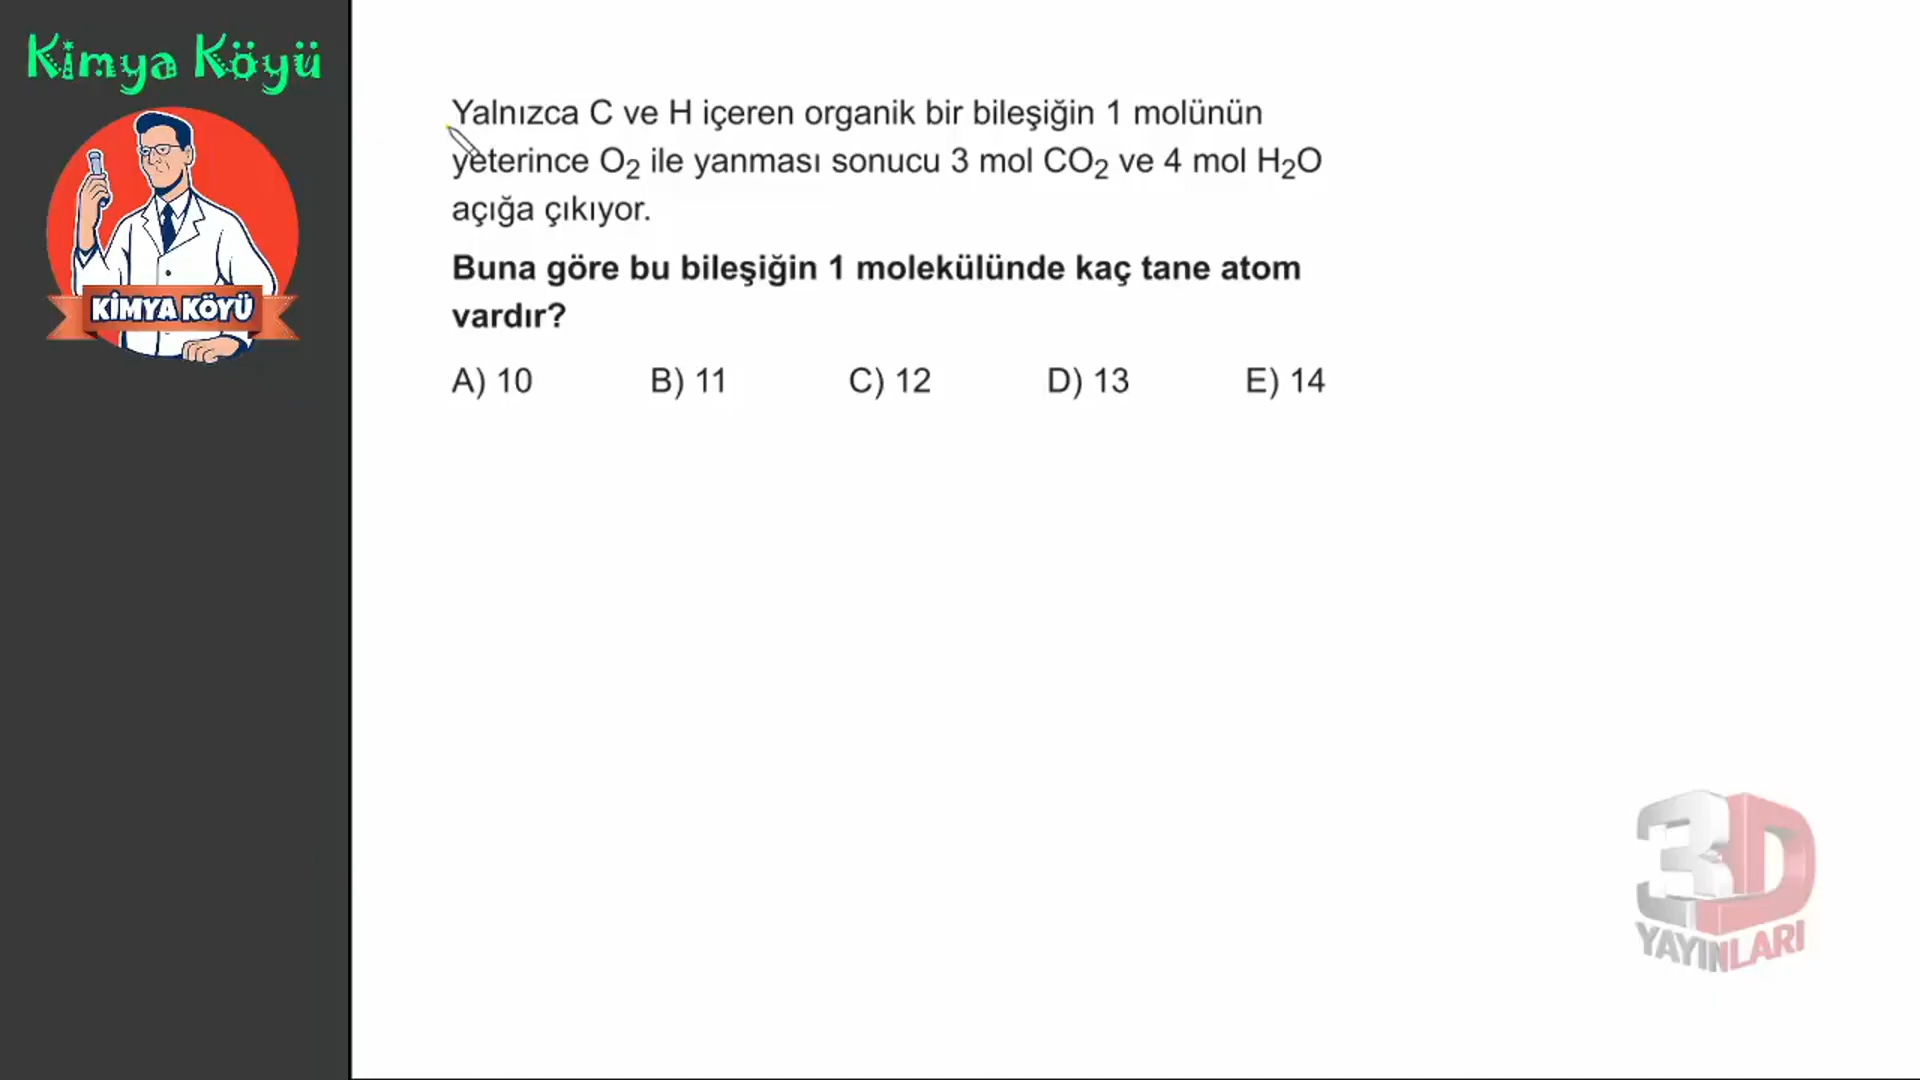 Kimya Köyü
KİMYA KÖYÜ
Yalnızca C ve H içeren organik bir bileşiğin 1 molünün
yeterince O₂ ile yanması sonucu 3 mol CO₂ ve 4 mol H₂O
açığa çıkıyor.
Buna göre bu bileşiğin 1 molekülünde kaç tane atom
vardır?
A) 10 B) 11 C) 12 D) 13 E) 14
3D
YAYINLARI